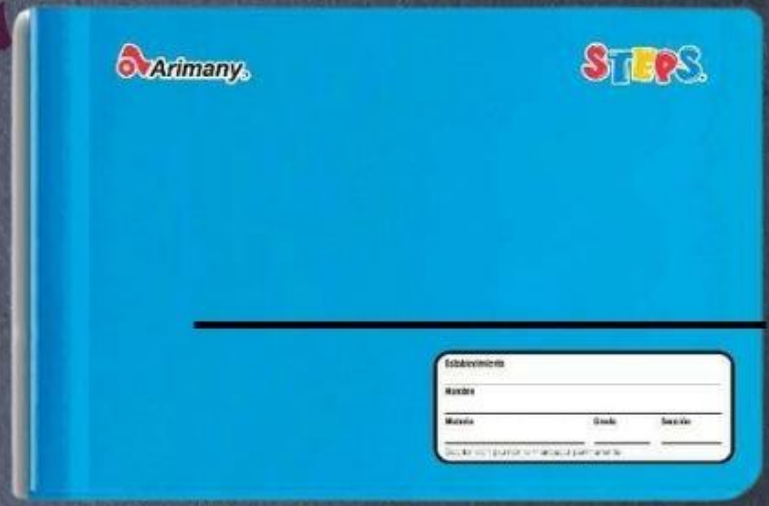 Arimany®
STEPS
Establecimiento
Nombre
Materia Grado Sección